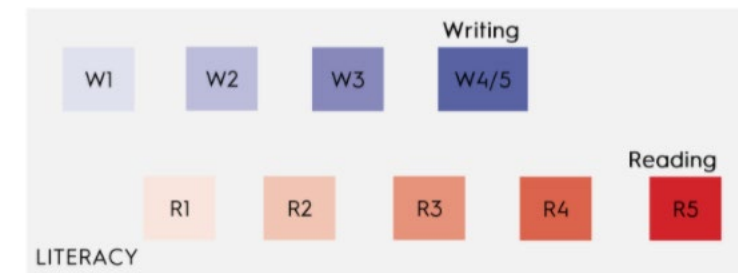 Writing
W1 W2 W3 W4/5
Reading
R1 R2 R3 R4 R5
LITERACY